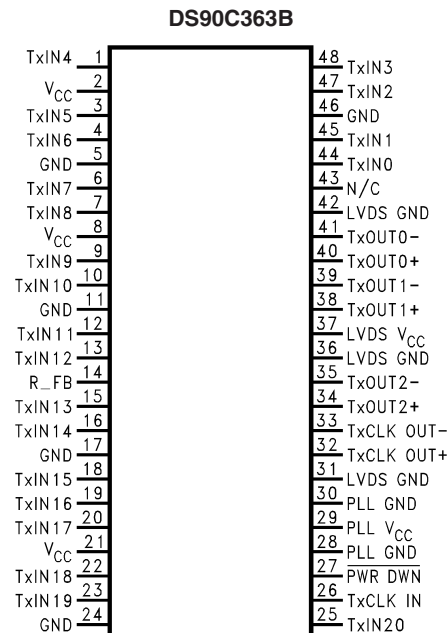 DS90C363B
TxIN4 1
VCC 2
TxIN5 3
TxIN6 4
GND 5
TxIN7 6
TxIN8 7
VCC 8
TxIN9 9
TxIN10 10
GND 11
TxIN11 12
TxIN12 13
R_FB 14
TxIN13 15
TxIN14 16
GND 17
TxIN15 18
TxIN16 19
TxIN17 20
VCC 21
TxIN18 22
TxIN19 23
GND 24
48 TxIN3
47 TxIN2
46 GND
45 TxIN1
44 TxIN0
43 N/C
42 LVDS GND
41 TxOUT0-
40 TxOUT0+
39 TxOUT1-
38 TxOUT1+
37 LVDS VCC
36 LVDS GND
35 TxOUT2-
34 TxOUT2+
33 TxCLK OUT-
32 TxCLK OUT+
31 LVDS GND
30 PLL GND
29 PLL VCC
28 PLL GND
27 PWR DWN
26 TxCLK IN
25 TxIN20